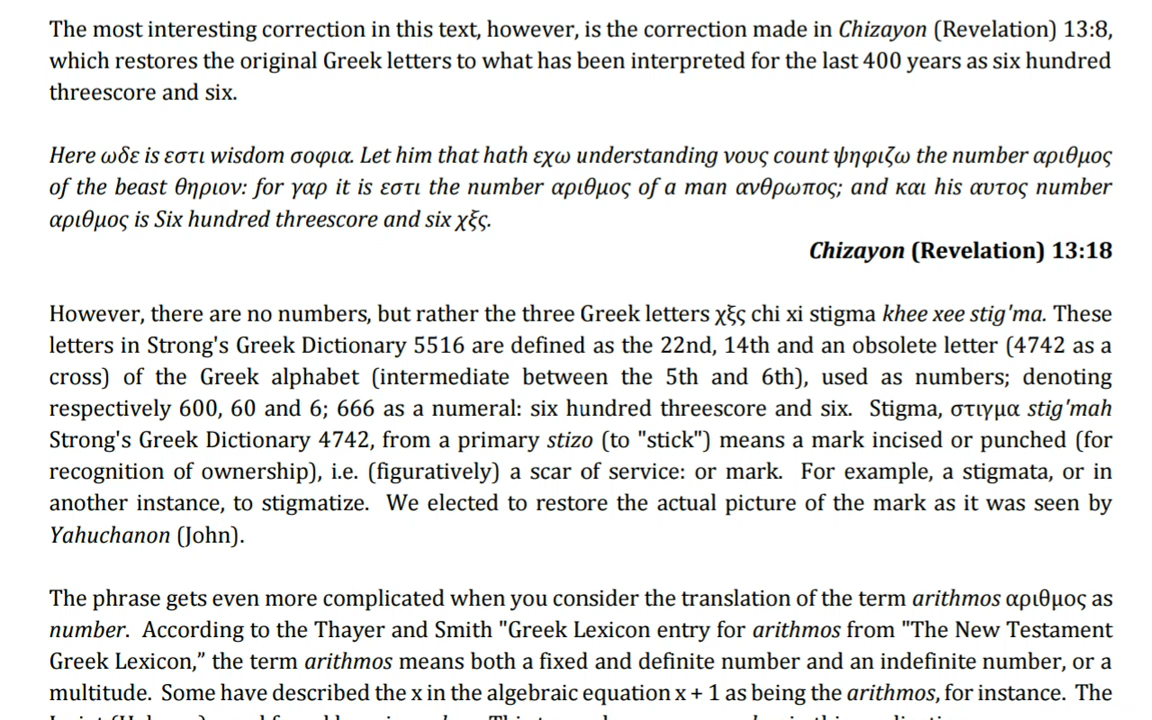 The most interesting correction in this text, however, is the correction made in Chizayon (Revelation) 13:8,
which restores the original Greek letters to what has been interpreted for the last 400 years as six hundred
threescore and six.
Here ωδε is εστι wisdom σοφια. Let him that hath εχω understanding νους count ψηφιζω the number αριθμος
of the beast θηριον: for γαρ it is εστι the number αριθμος of a man ανθρωπος; and και his αυτος number
αριθμος is Six hundred threescore and six χξς.
Chizayon (Revelation) 13:18
However, there are no numbers, but rather the three Greek letters χξς chi xi stigma khee xee stig'ma. These
letters in Strong's Greek Dictionary 5516 are defined as the 22nd, 14th and an obsolete letter (4742 as a
cross) of the Greek alphabet (intermediate between the 5th and 6th), used as numbers; denoting
respectively 600, 60 and 6; 666 as a numeral: six hundred threescore and six. Stigma, στιγμα stig'mah
Strong's Greek Dictionary 4742, from a primary stizo (to "stick") means a mark incised or punched (for
recognition of ownership), i.e. (figuratively) a scar of service: or mark. For example, a stigmata, or in
another instance, to stigmatize. We elected to restore the actual picture of the mark as it was seen by
Yahuchanon (John).
The phrase gets even more complicated when you consider the translation of the term arithmos αριθμος as
number. According to the Thayer and Smith "Greek Lexicon entry for arithmos from "The New Testament
Greek Lexicon,” the term arithmos means both a fixed and definite number and an indefinite number, or a
multitude. Some have described the x in the algebraic equation x + 1 as being the arithmos, for instance. The